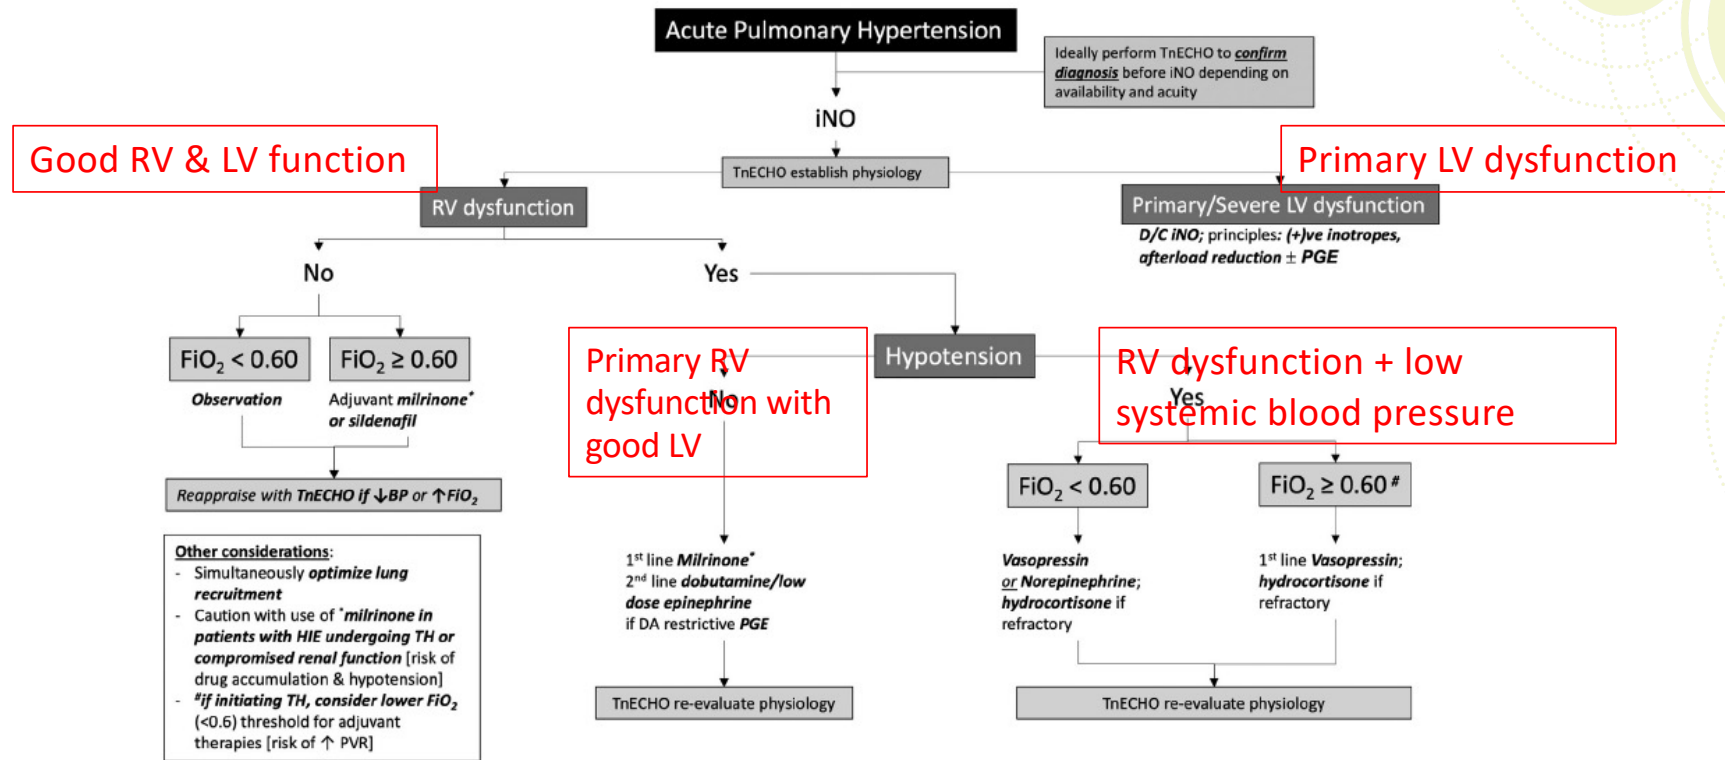 Acute Pulmonary Hypertension
Ideally perform TnECHO to confirm
diagnosis before iNO depending on
availability and acuity
iNO
Good RV & LV function
Primary LV dysfunction
TnECHO establish physiology
RV dysfunction
Primary/Severe LV dysfunction
D/C iNO; principles: (+)ve inotropes,
afterload reduction ± PGE
No
Yes
FiO₂ < 0.60
FiO₂ ≥ 0.60
Observation
Adjuvant milrinone*
or sildenafil
Reappraise with TnECHO if ↓BP or ↑FiO₂
Hypotension
Primary RV
dysfunction with
good LV
No
RV dysfunction + low
systemic blood pressure
Yes
1st line Milrinone*
2nd line dobutamine/low
dose epinephrine
if DA restrictive PGE
TnECHO re-evaluate physiology
FiO₂ < 0.60
FiO₂ ≥ 0.60 #
Vasopressin
or Norepinephrine;
hydrocortisone if
refractory
1st line Vasopressin;
hydrocortisone if
refractory
TnECHO re-evaluate physiology
Other considerations:
- Simultaneously optimize lung
recruitment
- Caution with use of *milrinone in
patients with HIE undergoing TH or
compromised renal function [risk of
drug accumulation & hypotension]
- #if initiating TH, consider lower FiO₂
(<0.6) threshold for adjuvant
therapies [risk of ↑ PVR]